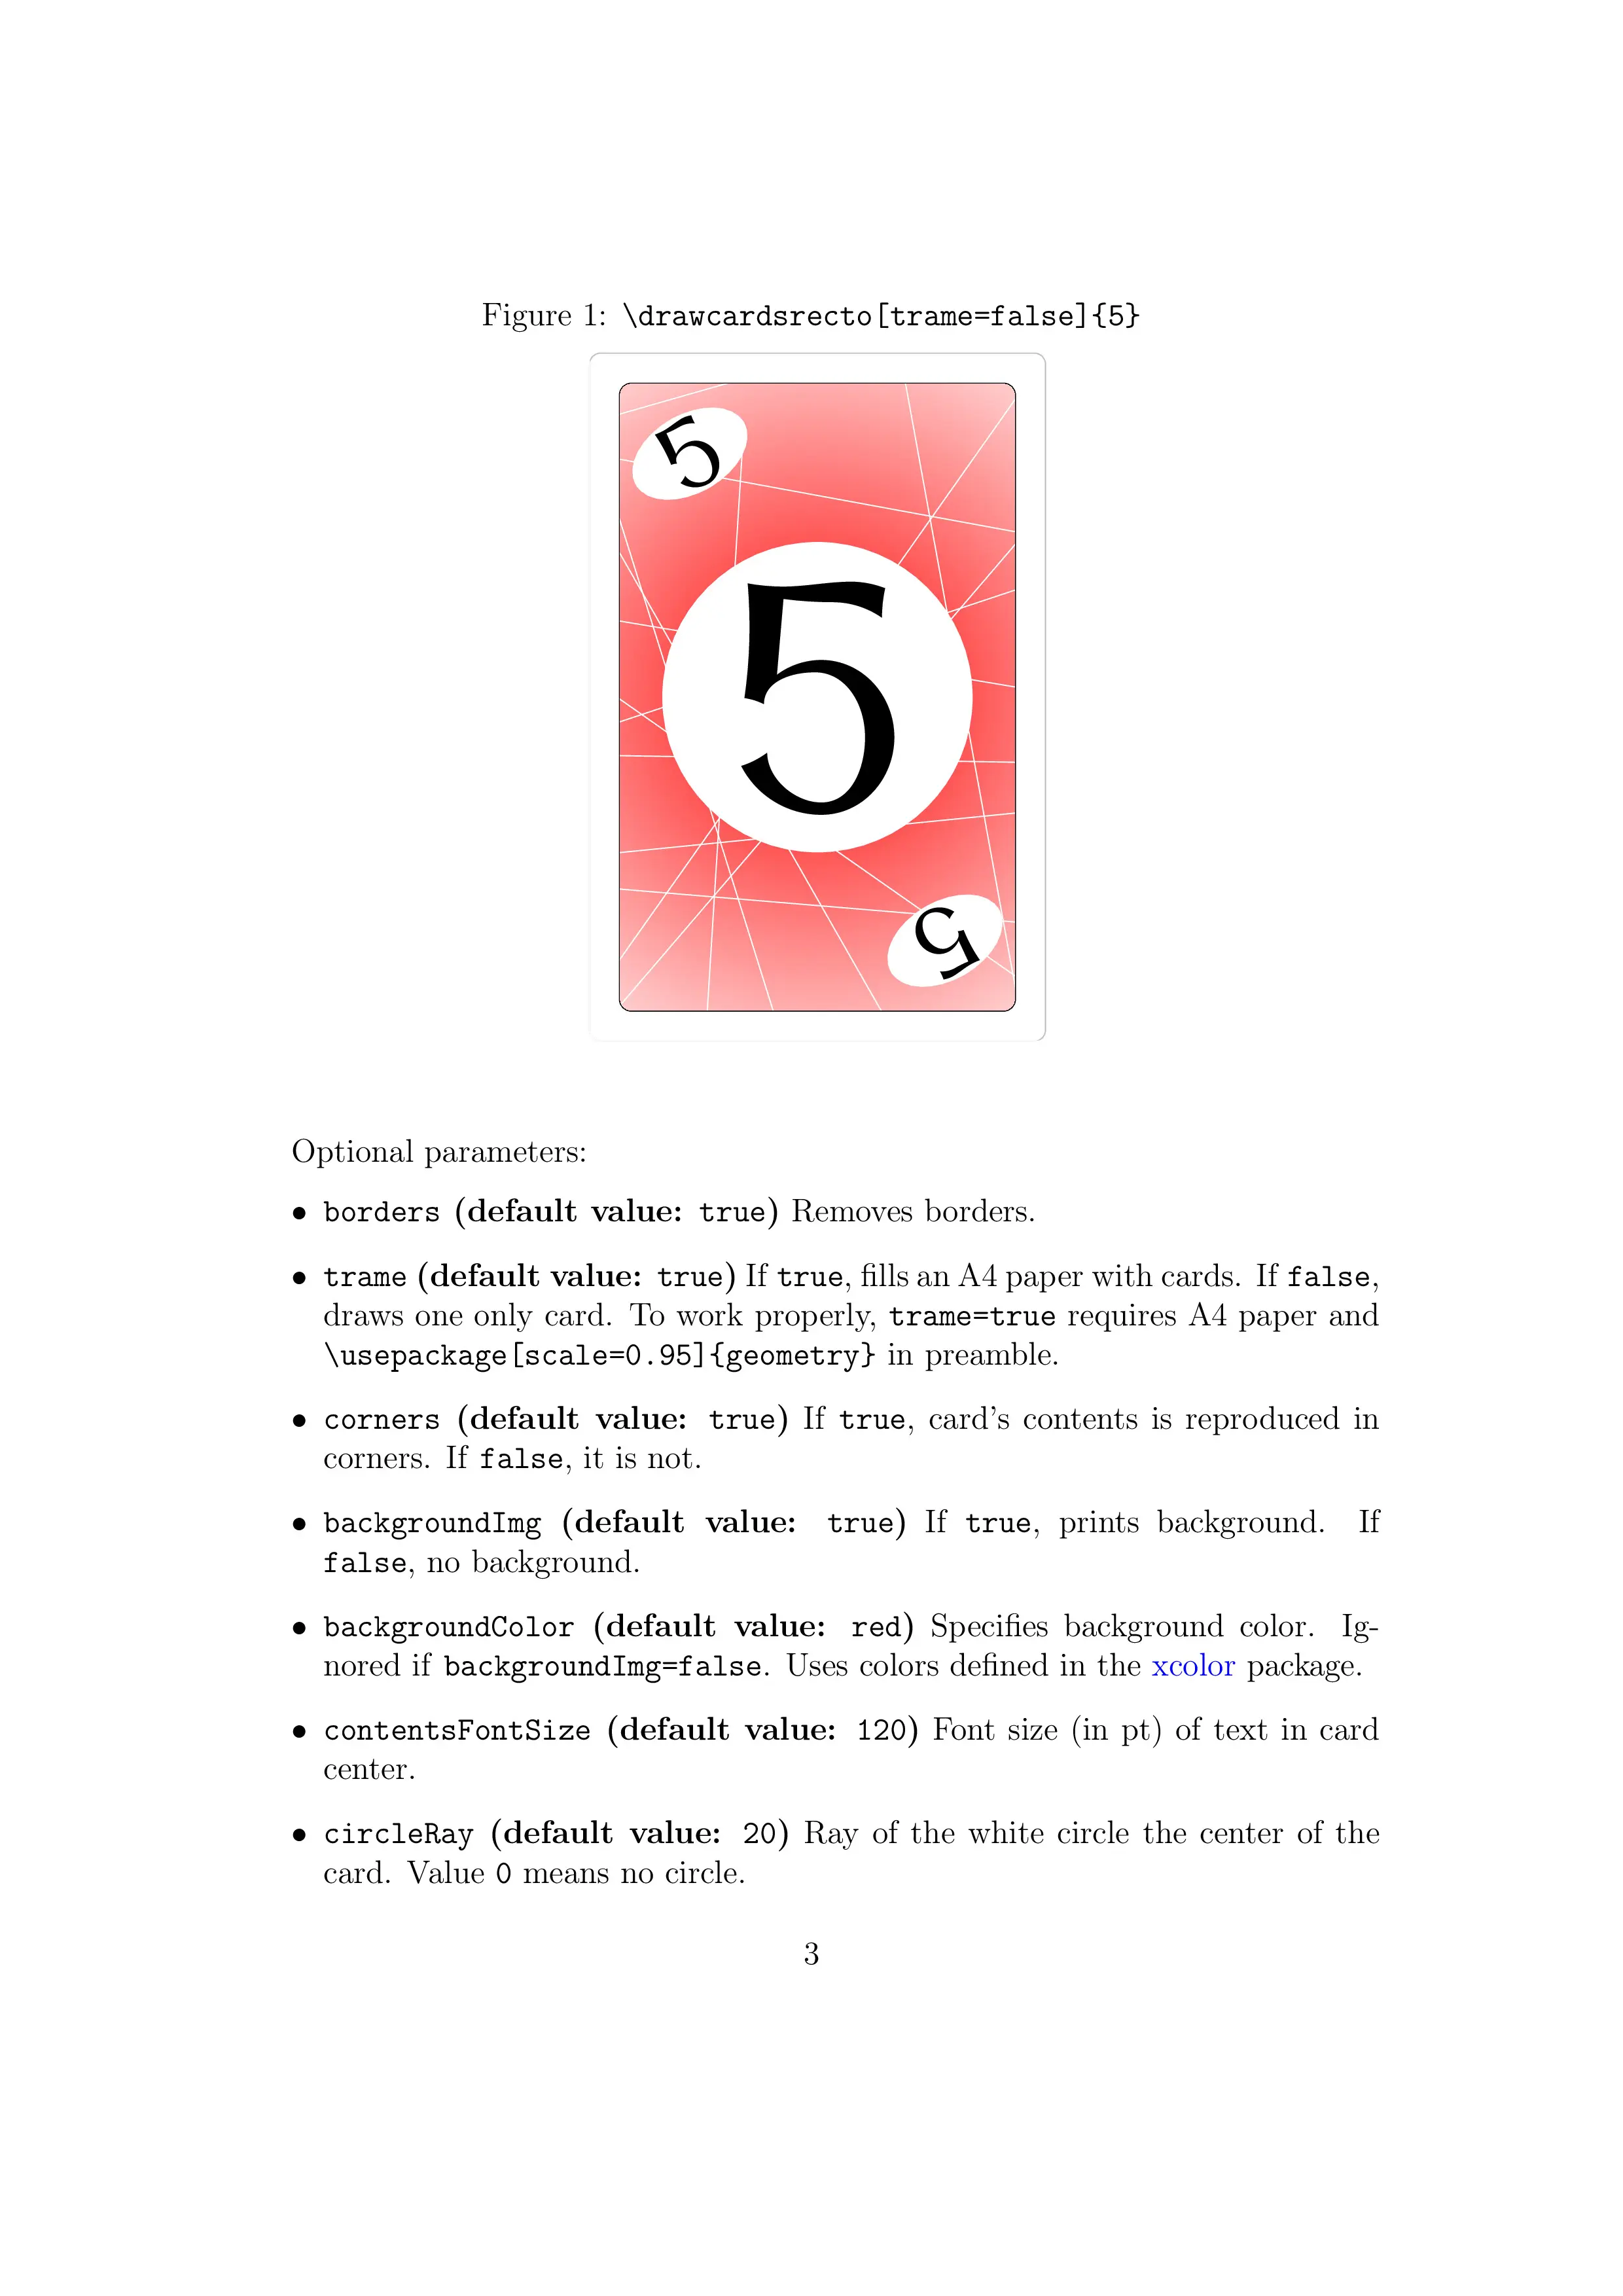 Figure 1: \drawcardsrecto[trame=false]{5}
5
5
5
Optional parameters:
• borders (default value: true) Removes borders.
• trame (default value: true) If true, fills an A4 paper with cards. If false,
draws one only card. To work properly, trame=true requires A4 paper and
\usepackage[scale=0.95]{geometry} in preamble.
• corners (default value: true) If true, card's contents is reproduced in
corners. If false, it is not.
• backgroundImg (default value: true) If true, prints background. If
false, no background.
• backgroundColor (default value: red) Specifies background color. Ig-
nored if backgroundImg=false. Uses colors defined in the xcolor package.
• contentsFontSize (default value: 120) Font size (in pt) of text in card
center.
• circleRay (default value: 20) Ray of the white circle the center of the
card. Value 0 means no circle.
3